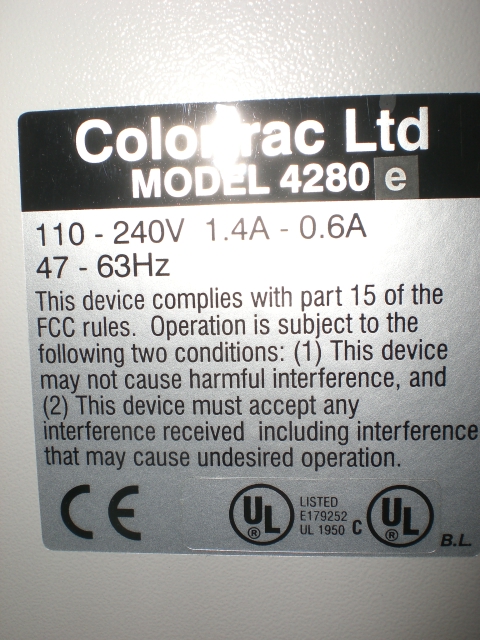 Colortrac Ltd
MODEL 4280 e
110 - 240V 1.4A - 0.6A
47 - 63Hz
This device complies with part 15 of the
FCC rules. Operation is subject to the
following two conditions: (1) This device
may not cause harmful interference, and
(2) This device must accept any
interference received including interference
that may cause undesired operation.
CE
UL ®
LISTED
E179252
UL 1950
C UL ®
B.L.